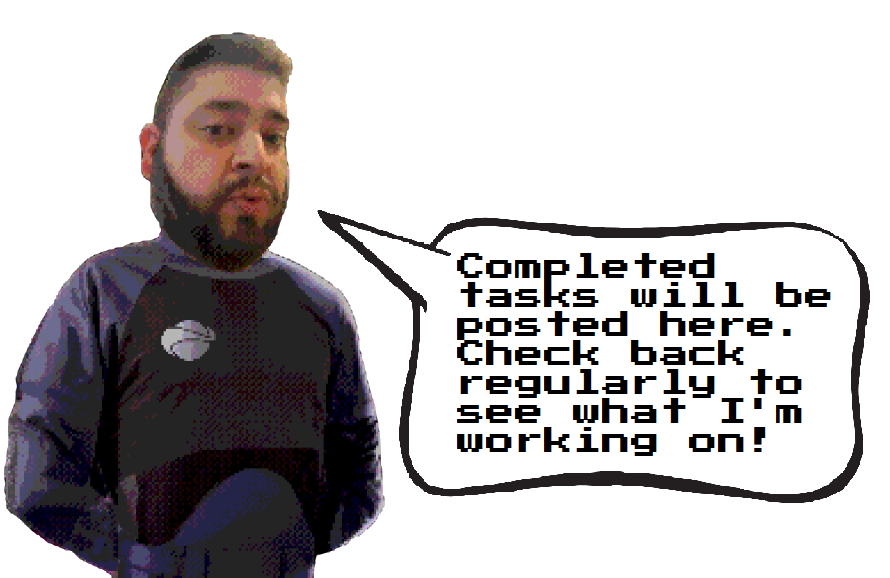 Completed
tasks will be
posted here.
Check back
regularly to
see what I'm
working on!